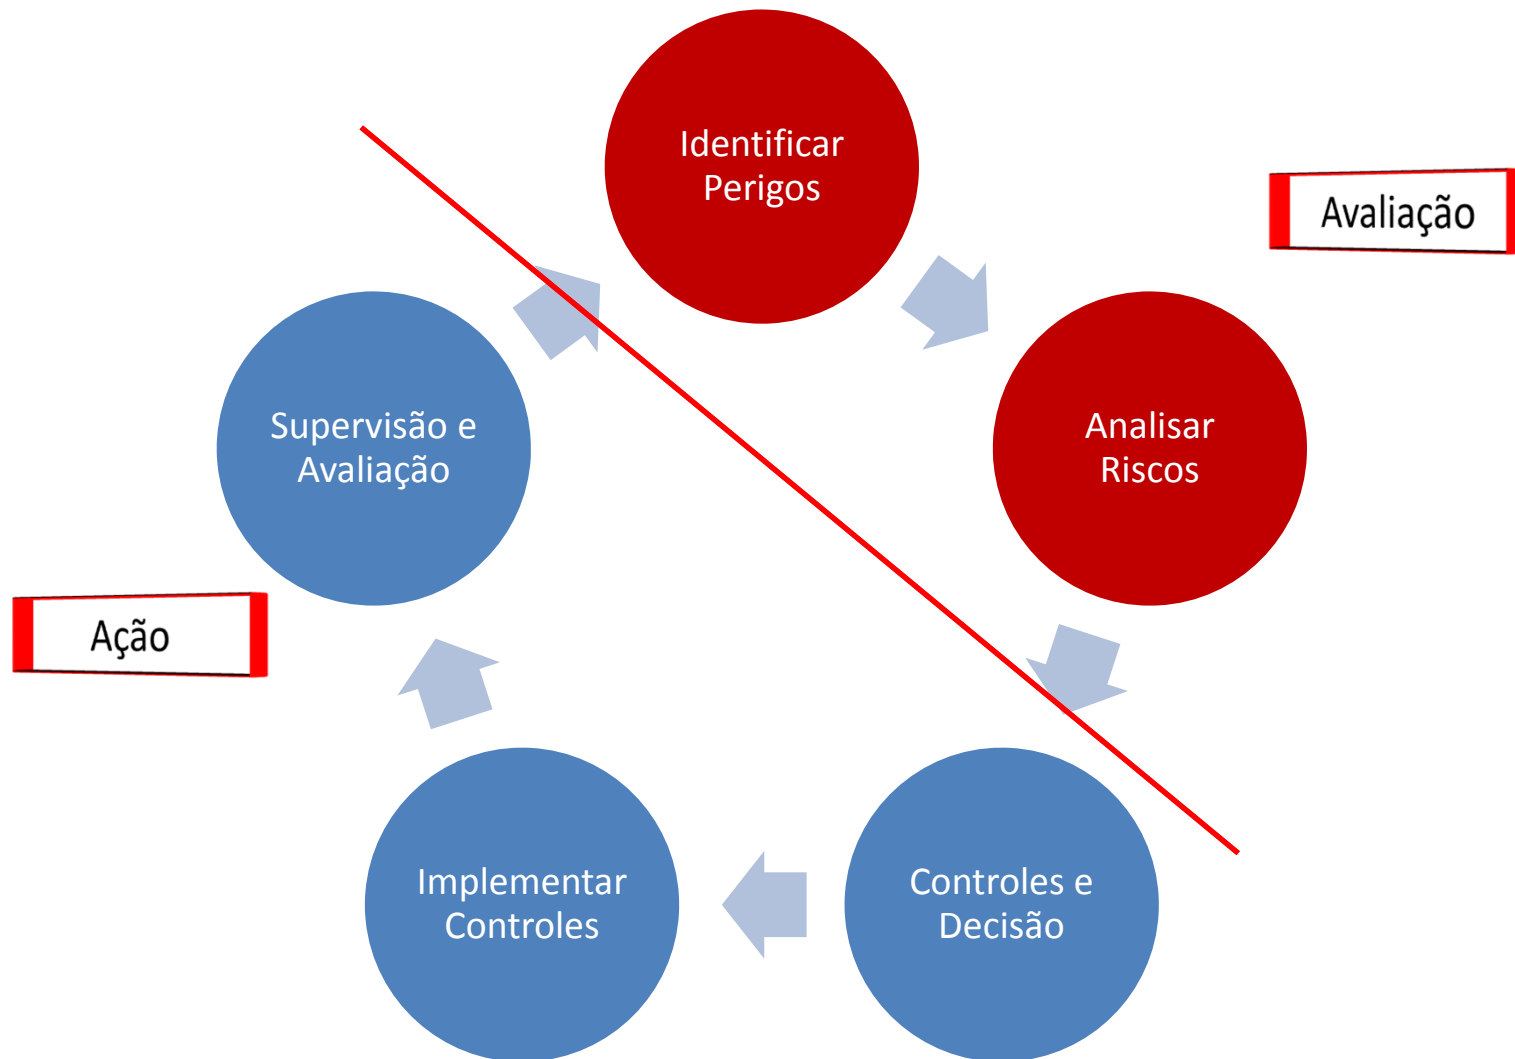 Identificar
Perigos
Avaliação
Analisar
Riscos
Supervisão e
Avaliação
Ação
Implementar
Controles
Controles e
Decisão